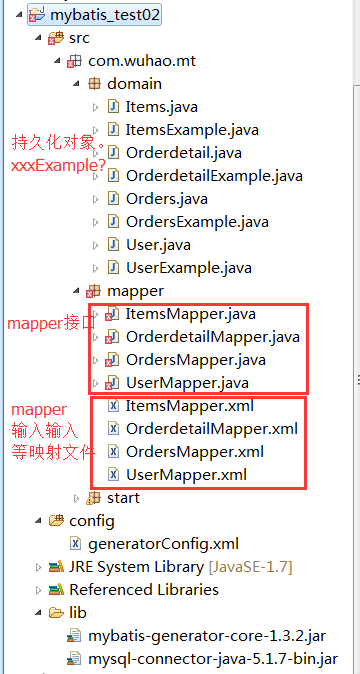 mybatis_test02
src
com.wuhao.mt
domain
Items.java
ItemsExample.java
持久化对象。
Orderdetail.java
xxxExample?
OrderdetailExample.java
Orders.java
OrdersExample.java
User.java
UserExample.java
mapper
mapper接口
ItemsMapper.java
OrderdetailMapper.java
OrdersMapper.java
UserMapper.java
mapper
输入输入
等映射文件
ItemsMapper.xml
OrderdetailMapper.xml
OrdersMapper.xml
UserMapper.xml
start
config
generatorConfig.xml
JRE System Library [JavaSE-1.7]
Referenced Libraries
lib
mybatis-generator-core-1.3.2.jar
mysql-connector-java-5.1.7-bin.jar